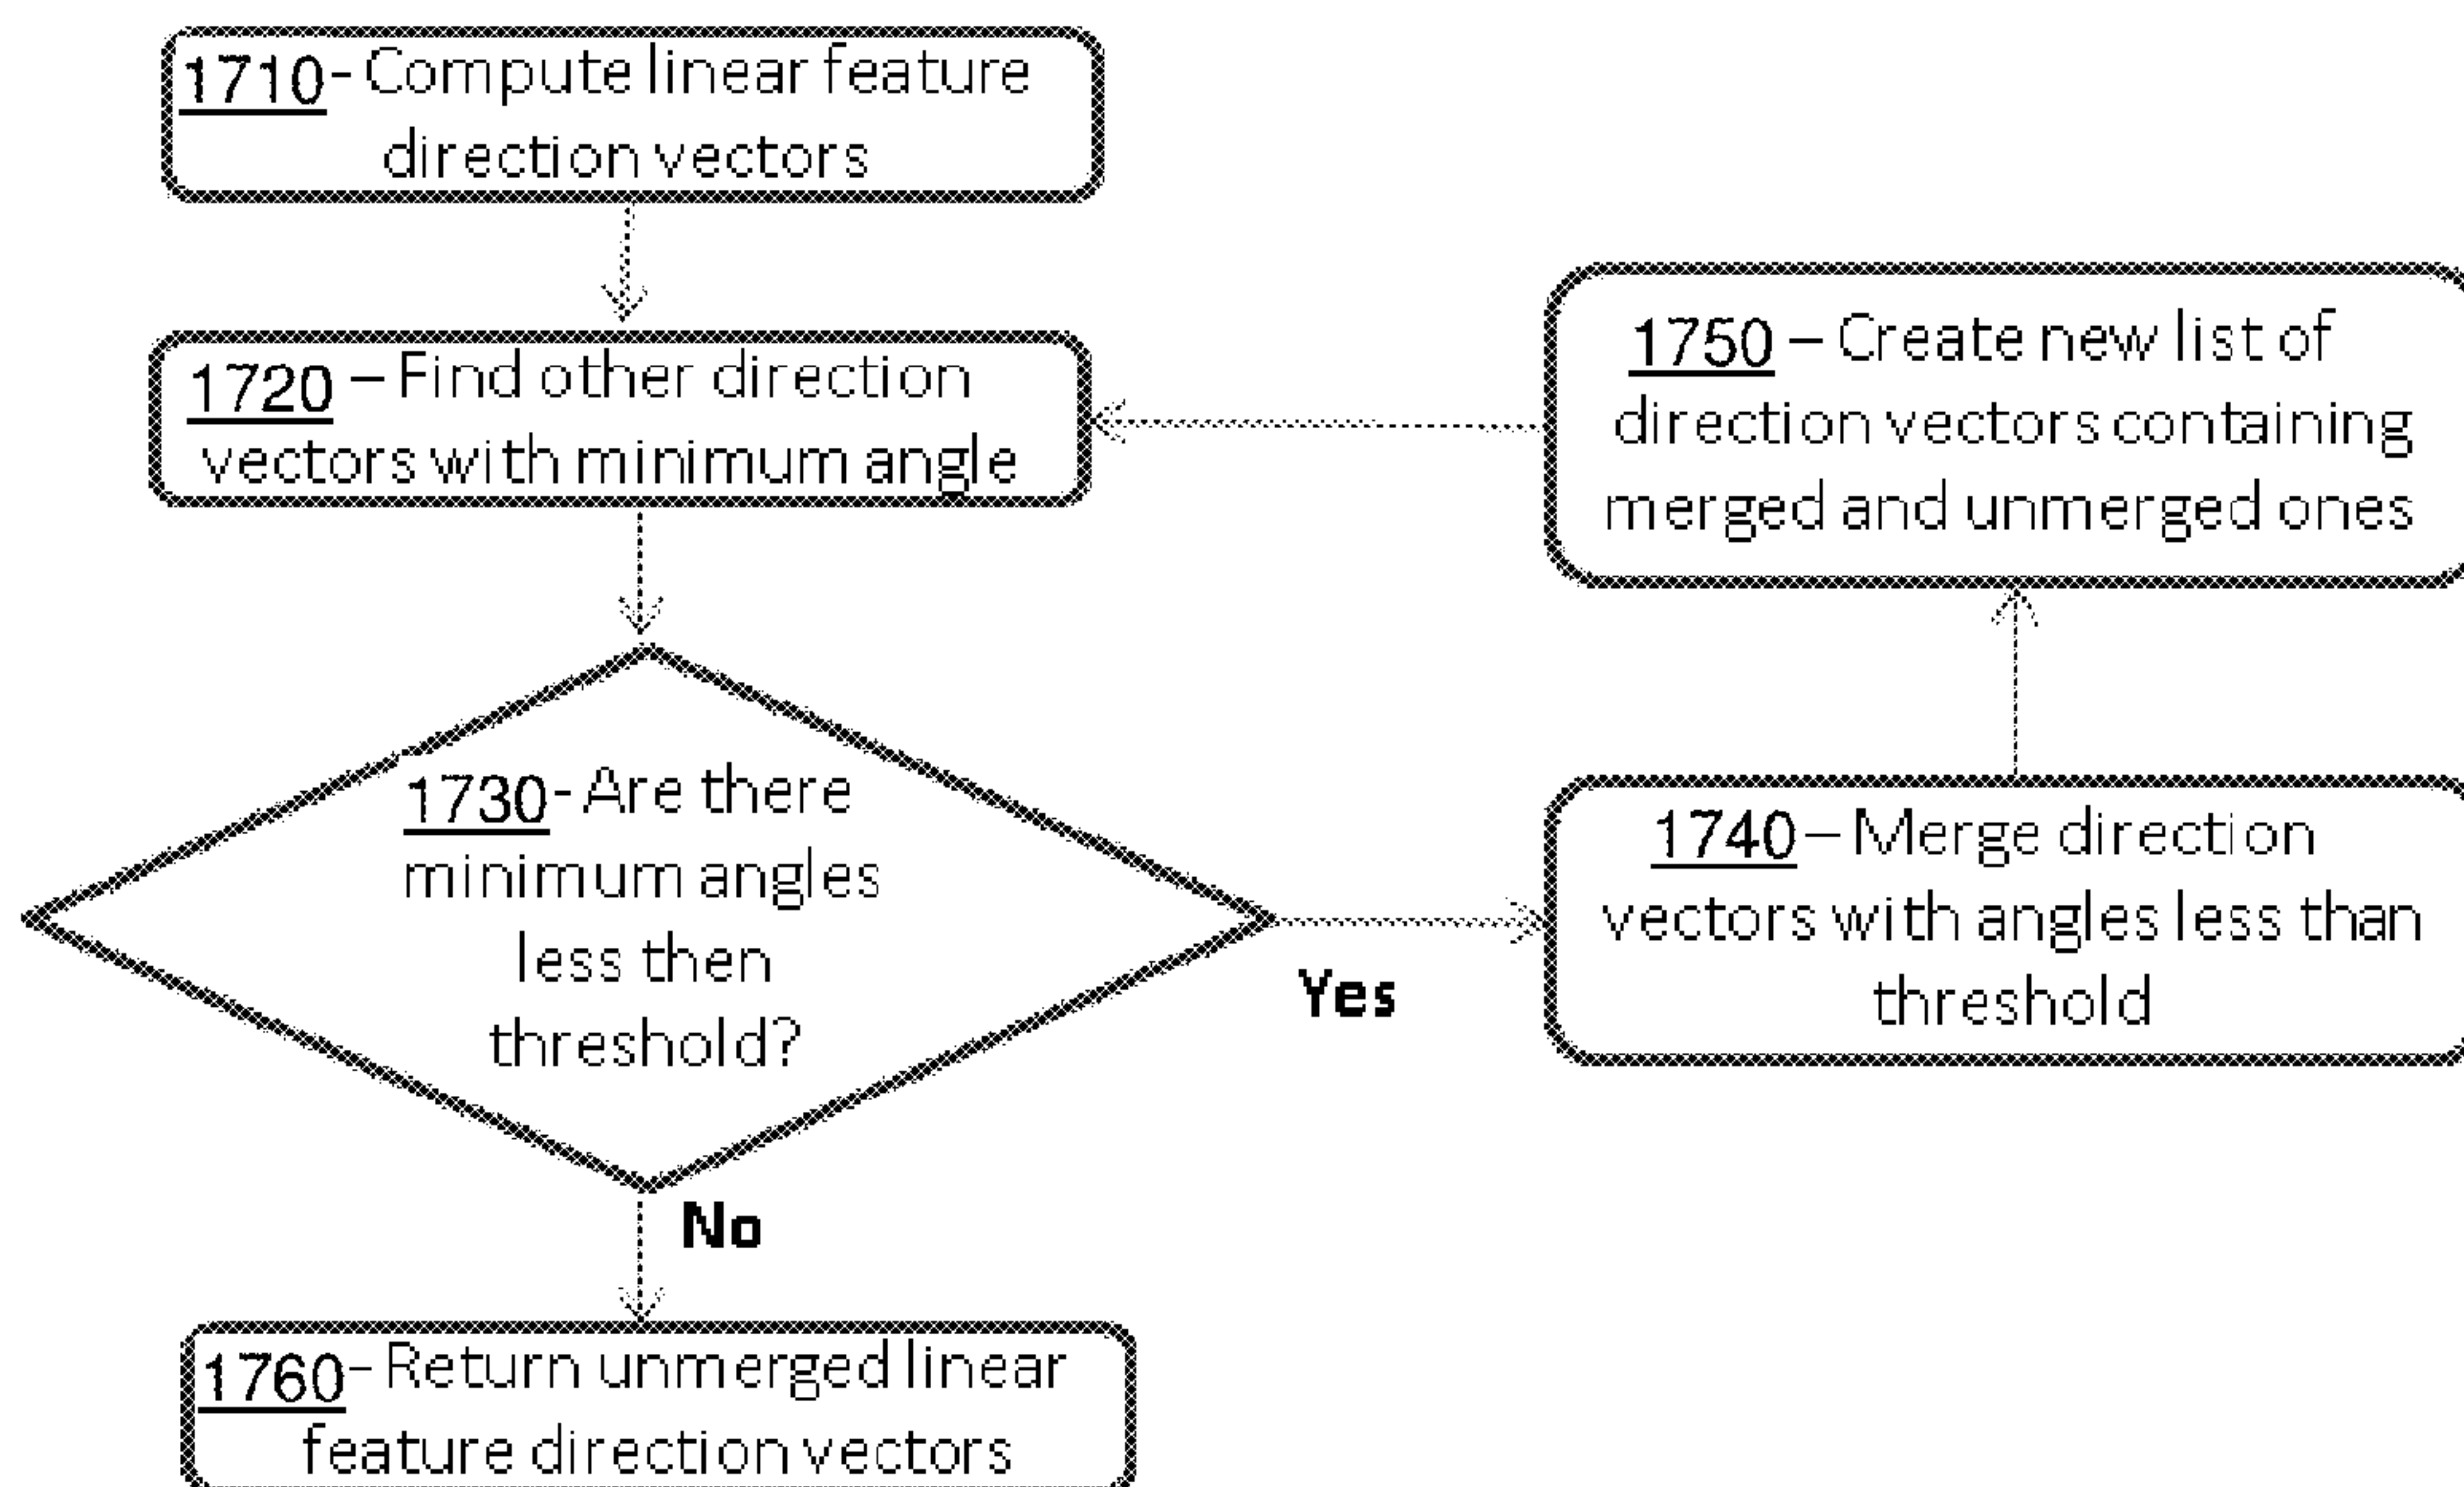 1710- Compute linear feature
direction vectors
1720 – Find other direction
vectors with minimum angle
1730- Are there
minimum angles
less then
threshold?
Yes
No
1740 – Merge direction
vectors with angles less than
threshold
1750 – Create new list of
direction vectors containing
merged and unmerged ones
1760- Return unmerged linear
feature direction vectors